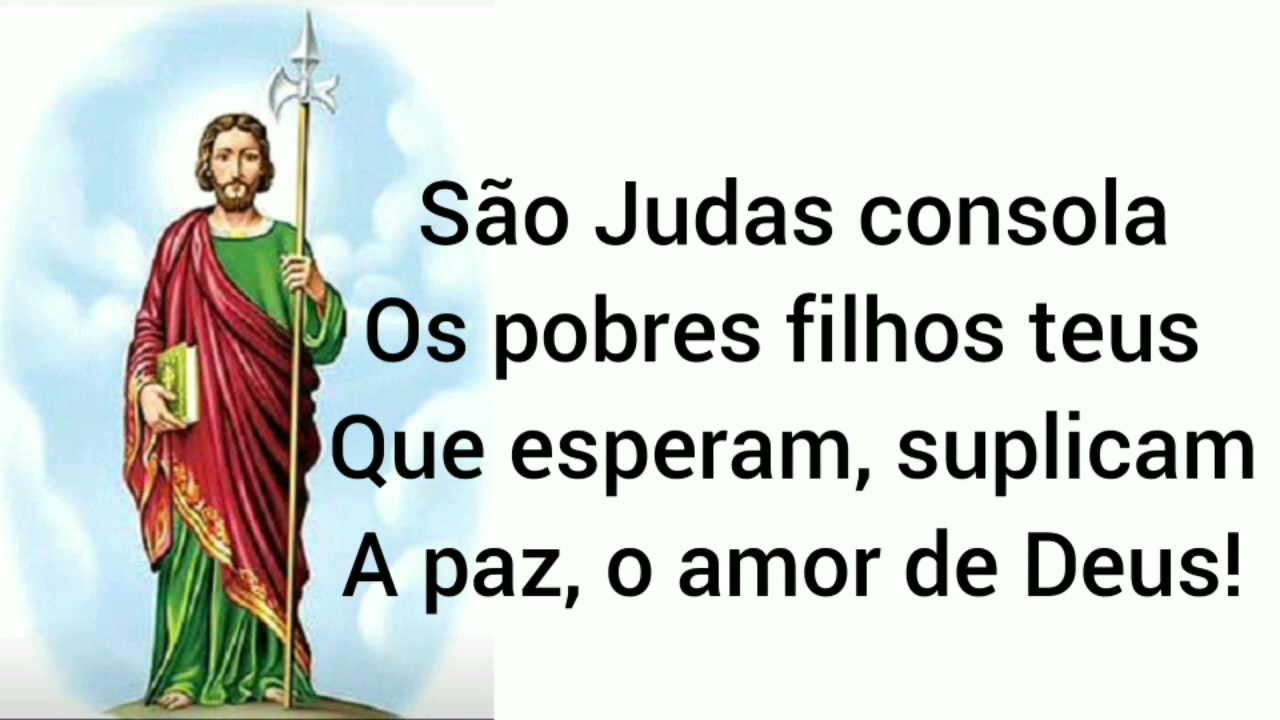 São Judas consola
Os pobres filhos teus
Que esperam, suplicam
A paz, o amor de Deus!